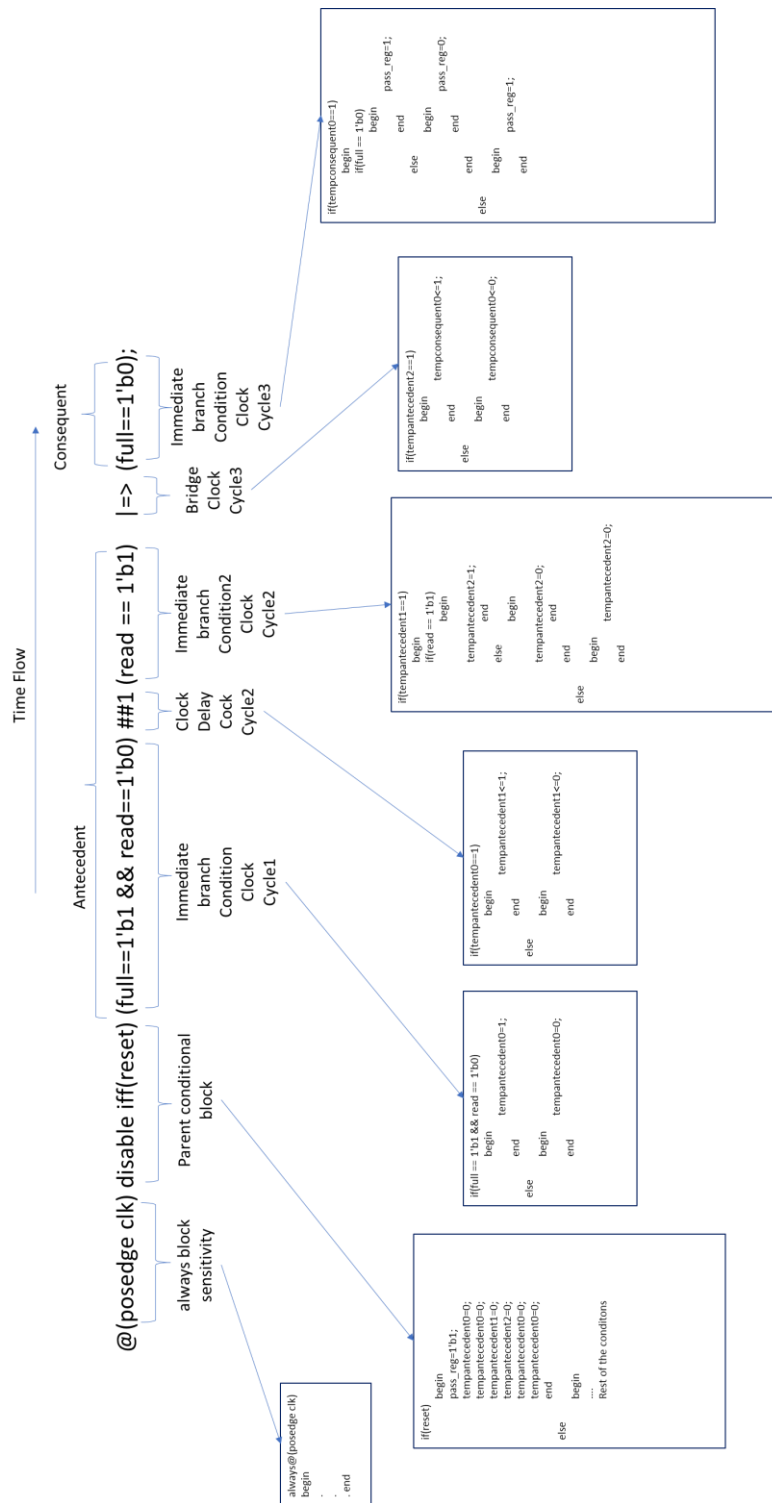 Time Flow
Antecedent
Consequent
@(posedge clk) disable iff(reset) (full==1'b1 && read==1'b0) ##1 (read == 1'b1) |=> (full==1'b0);
always block
sensitivity
Parent conditional
block
Immediate
branch
Condition
Clock
Cycle1
Clock
Delay
Cock
Cycle2
Immediate
branch
Condition2
Clock
Cycle2
Bridge
Clock
Cycle3
Immediate
branch
Condition
Clock
Cycle3
always@(posedge clk)
begin
.
.
. end
if(reset)
begin
pass_reg=1'b1;
tempantecedent0=0;
tempantecedent0=0;
tempantecedent1=0;
tempantecedent2=0;
tempantecedent0=0;
tempantecedent0=0;
end
else
begin
....
Rest of the conditons
if(full == 1'b1 && read == 1'b0)
begin
tempantecedent0=1;
end
else
begin
tempantecedent0=0;
end
if(tempantecedent0==1)
begin
tempantecedent1<=1;
end
else
begin
tempantecedent1<=0;
end
if(tempantecedent1==1)
begin
if(read == 1'b1)
begin
tempantecedent2=1;
end
else
begin
tempantecedent2=0;
end
end
else
begin
tempantecedent2=0;
end
if(tempantecedent2==1)
begin
tempconsequent0<=1;
end
else
begin
tempconsequent0<=0;
end
if(tempconsequent0==1)
begin
if(full == 1'b0)
begin
pass_reg=1;
end
else
begin
pass_reg=0;
end
end
else
begin
pass_reg=1;
end